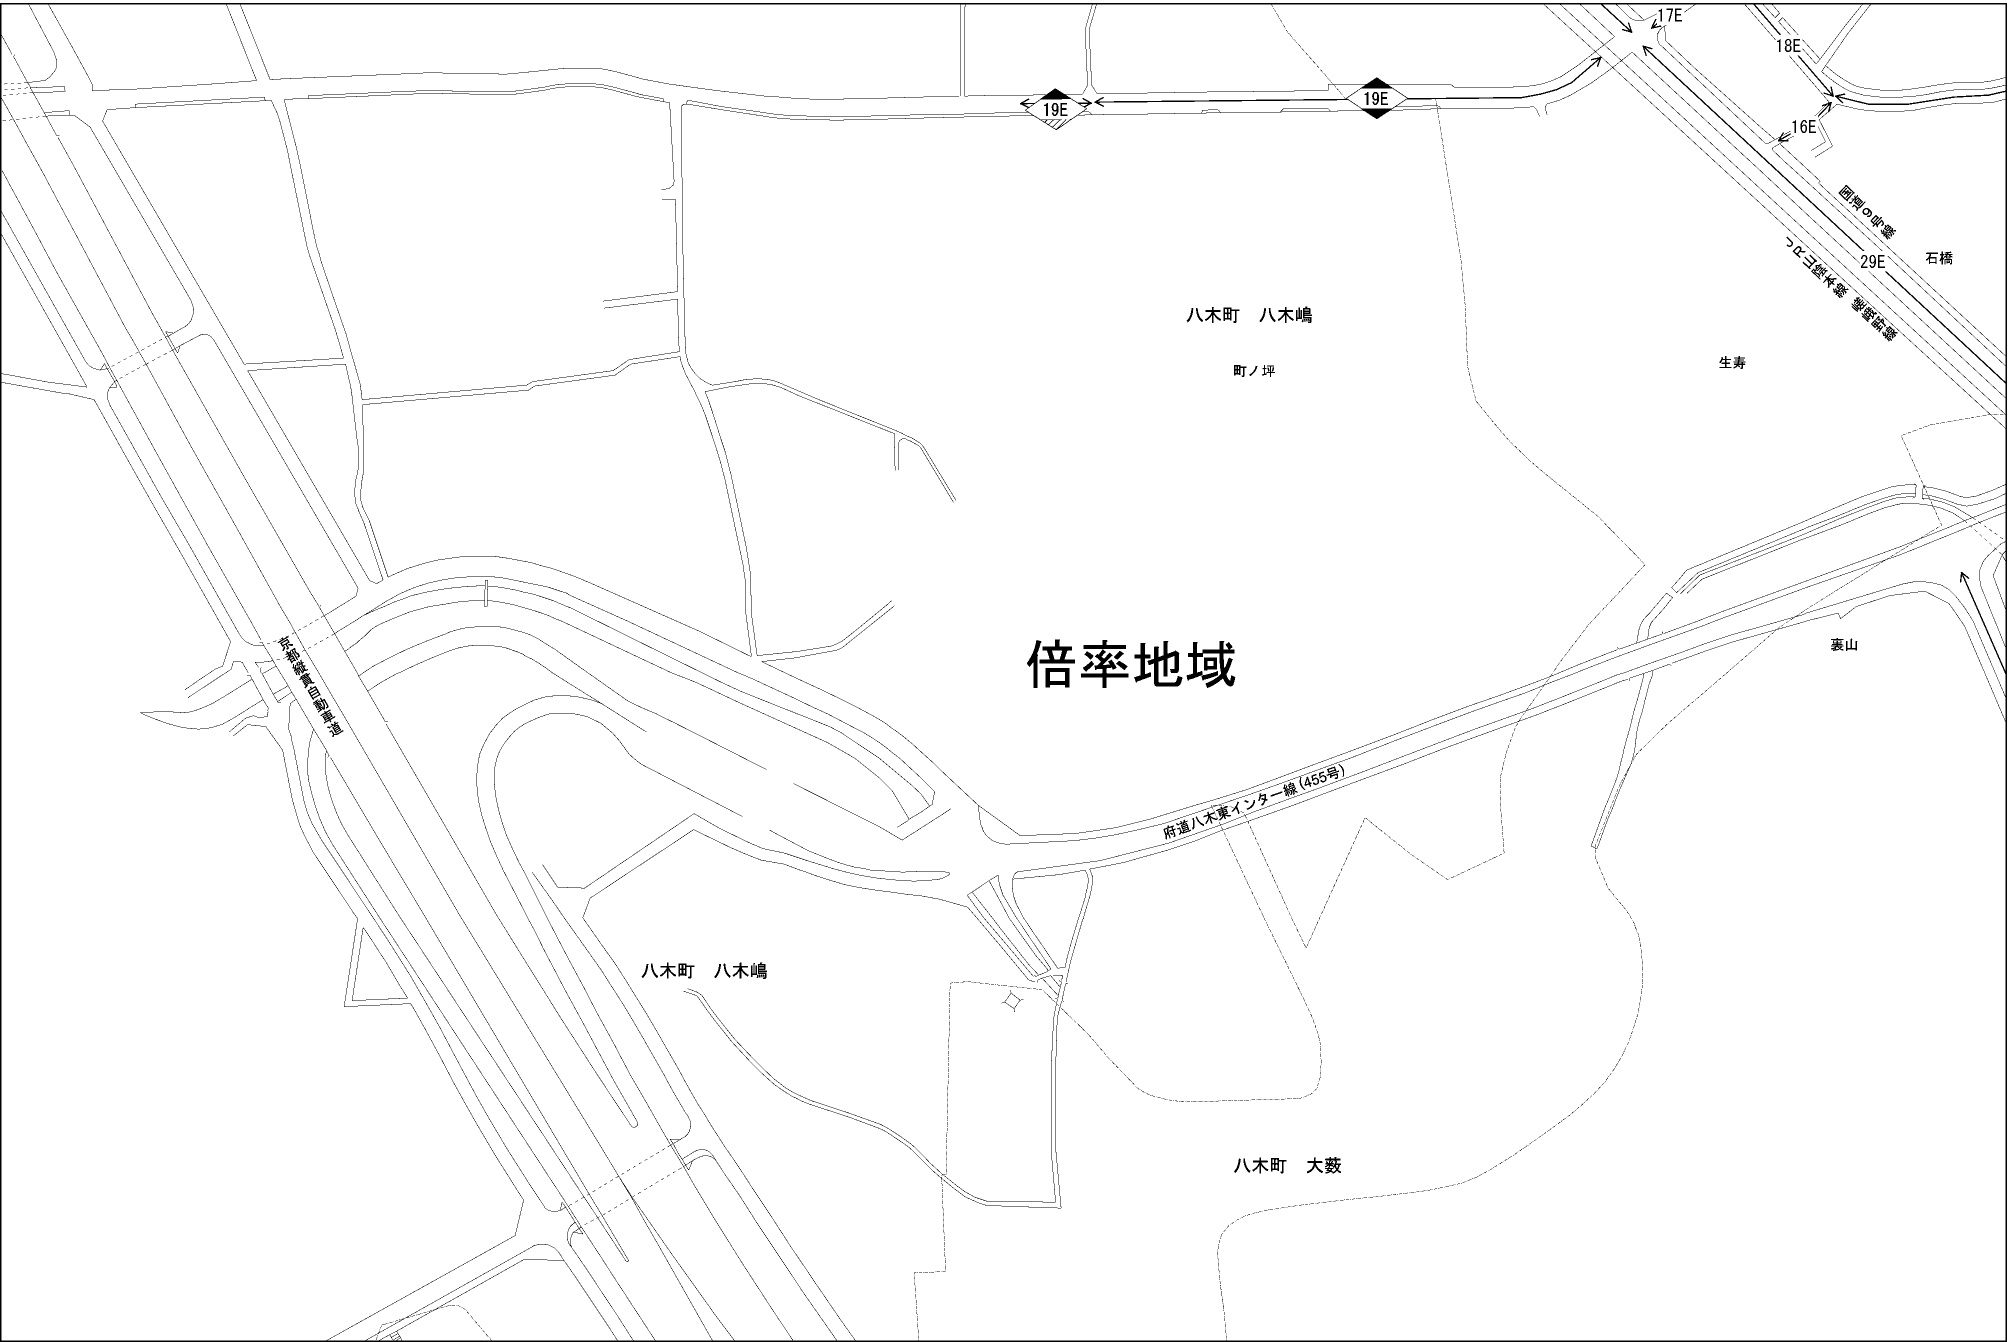 17E
18E
19E
19E
16E
国道9号線
29E
石橋
JR山陰本線 嵯峨野線
八木町 八木嶋
町ノ坪
生寿
倍率地域
京都縦貫自動車道
裏山
府道八木東インター線(455号)
八木町 八木嶋
八木町 大薮